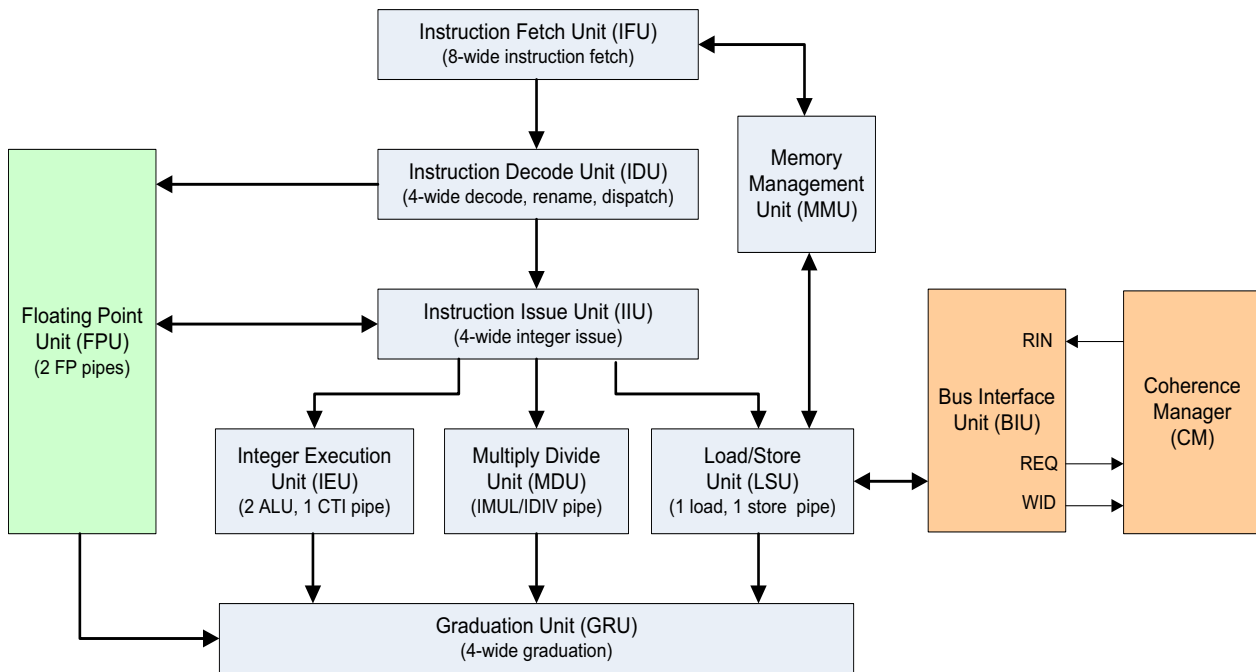 Instruction Fetch Unit (IFU)
(8-wide instruction fetch)
Instruction Decode Unit (IDU)
(4-wide decode, rename, dispatch)
Memory
Management
Unit (MMU)
Floating Point
Unit (FPU)
(2 FP pipes)
Instruction Issue Unit (IIU)
(4-wide integer issue)
RIN
Bus Interface
Unit (BIU)
REQ
WID
Coherence
Manager
(CM)
Integer Execution
Unit (IEU)
(2 ALU, 1 CTI pipe)
Multiply Divide
Unit (MDU)
(IMUL/IDIV pipe)
Load/Store
Unit (LSU)
(1 load, 1 store pipe)
Graduation Unit (GRU)
(4-wide graduation)